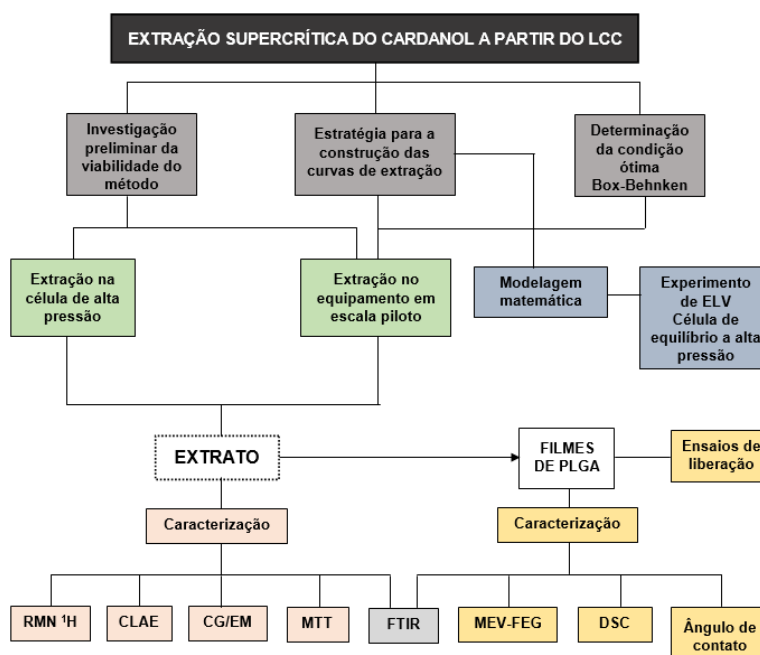 EXTRAÇÃO SUPERCRÍTICA DO CARDANOL A PARTIR DO LCC
Investigação
preliminar da
viabilidade do
método
Estratégia para a
construção das
curvas de extração
Determinação
da condição
ótima
Box-Behnken
Extração na
célula de alta
pressão
Extração no
equipamento em
escala piloto
Modelagem
matemática
Experimento
de ELV
Célula de
equilíbrio a alta
pressão
EXTRATO
FILMES
DE PLGA
Ensaios de
liberação
Caracterização
Caracterização
RMN ¹H
CLAE
CG/EM
MTT
FTIR
MEV-FEG
DSC
Ângulo de
contato